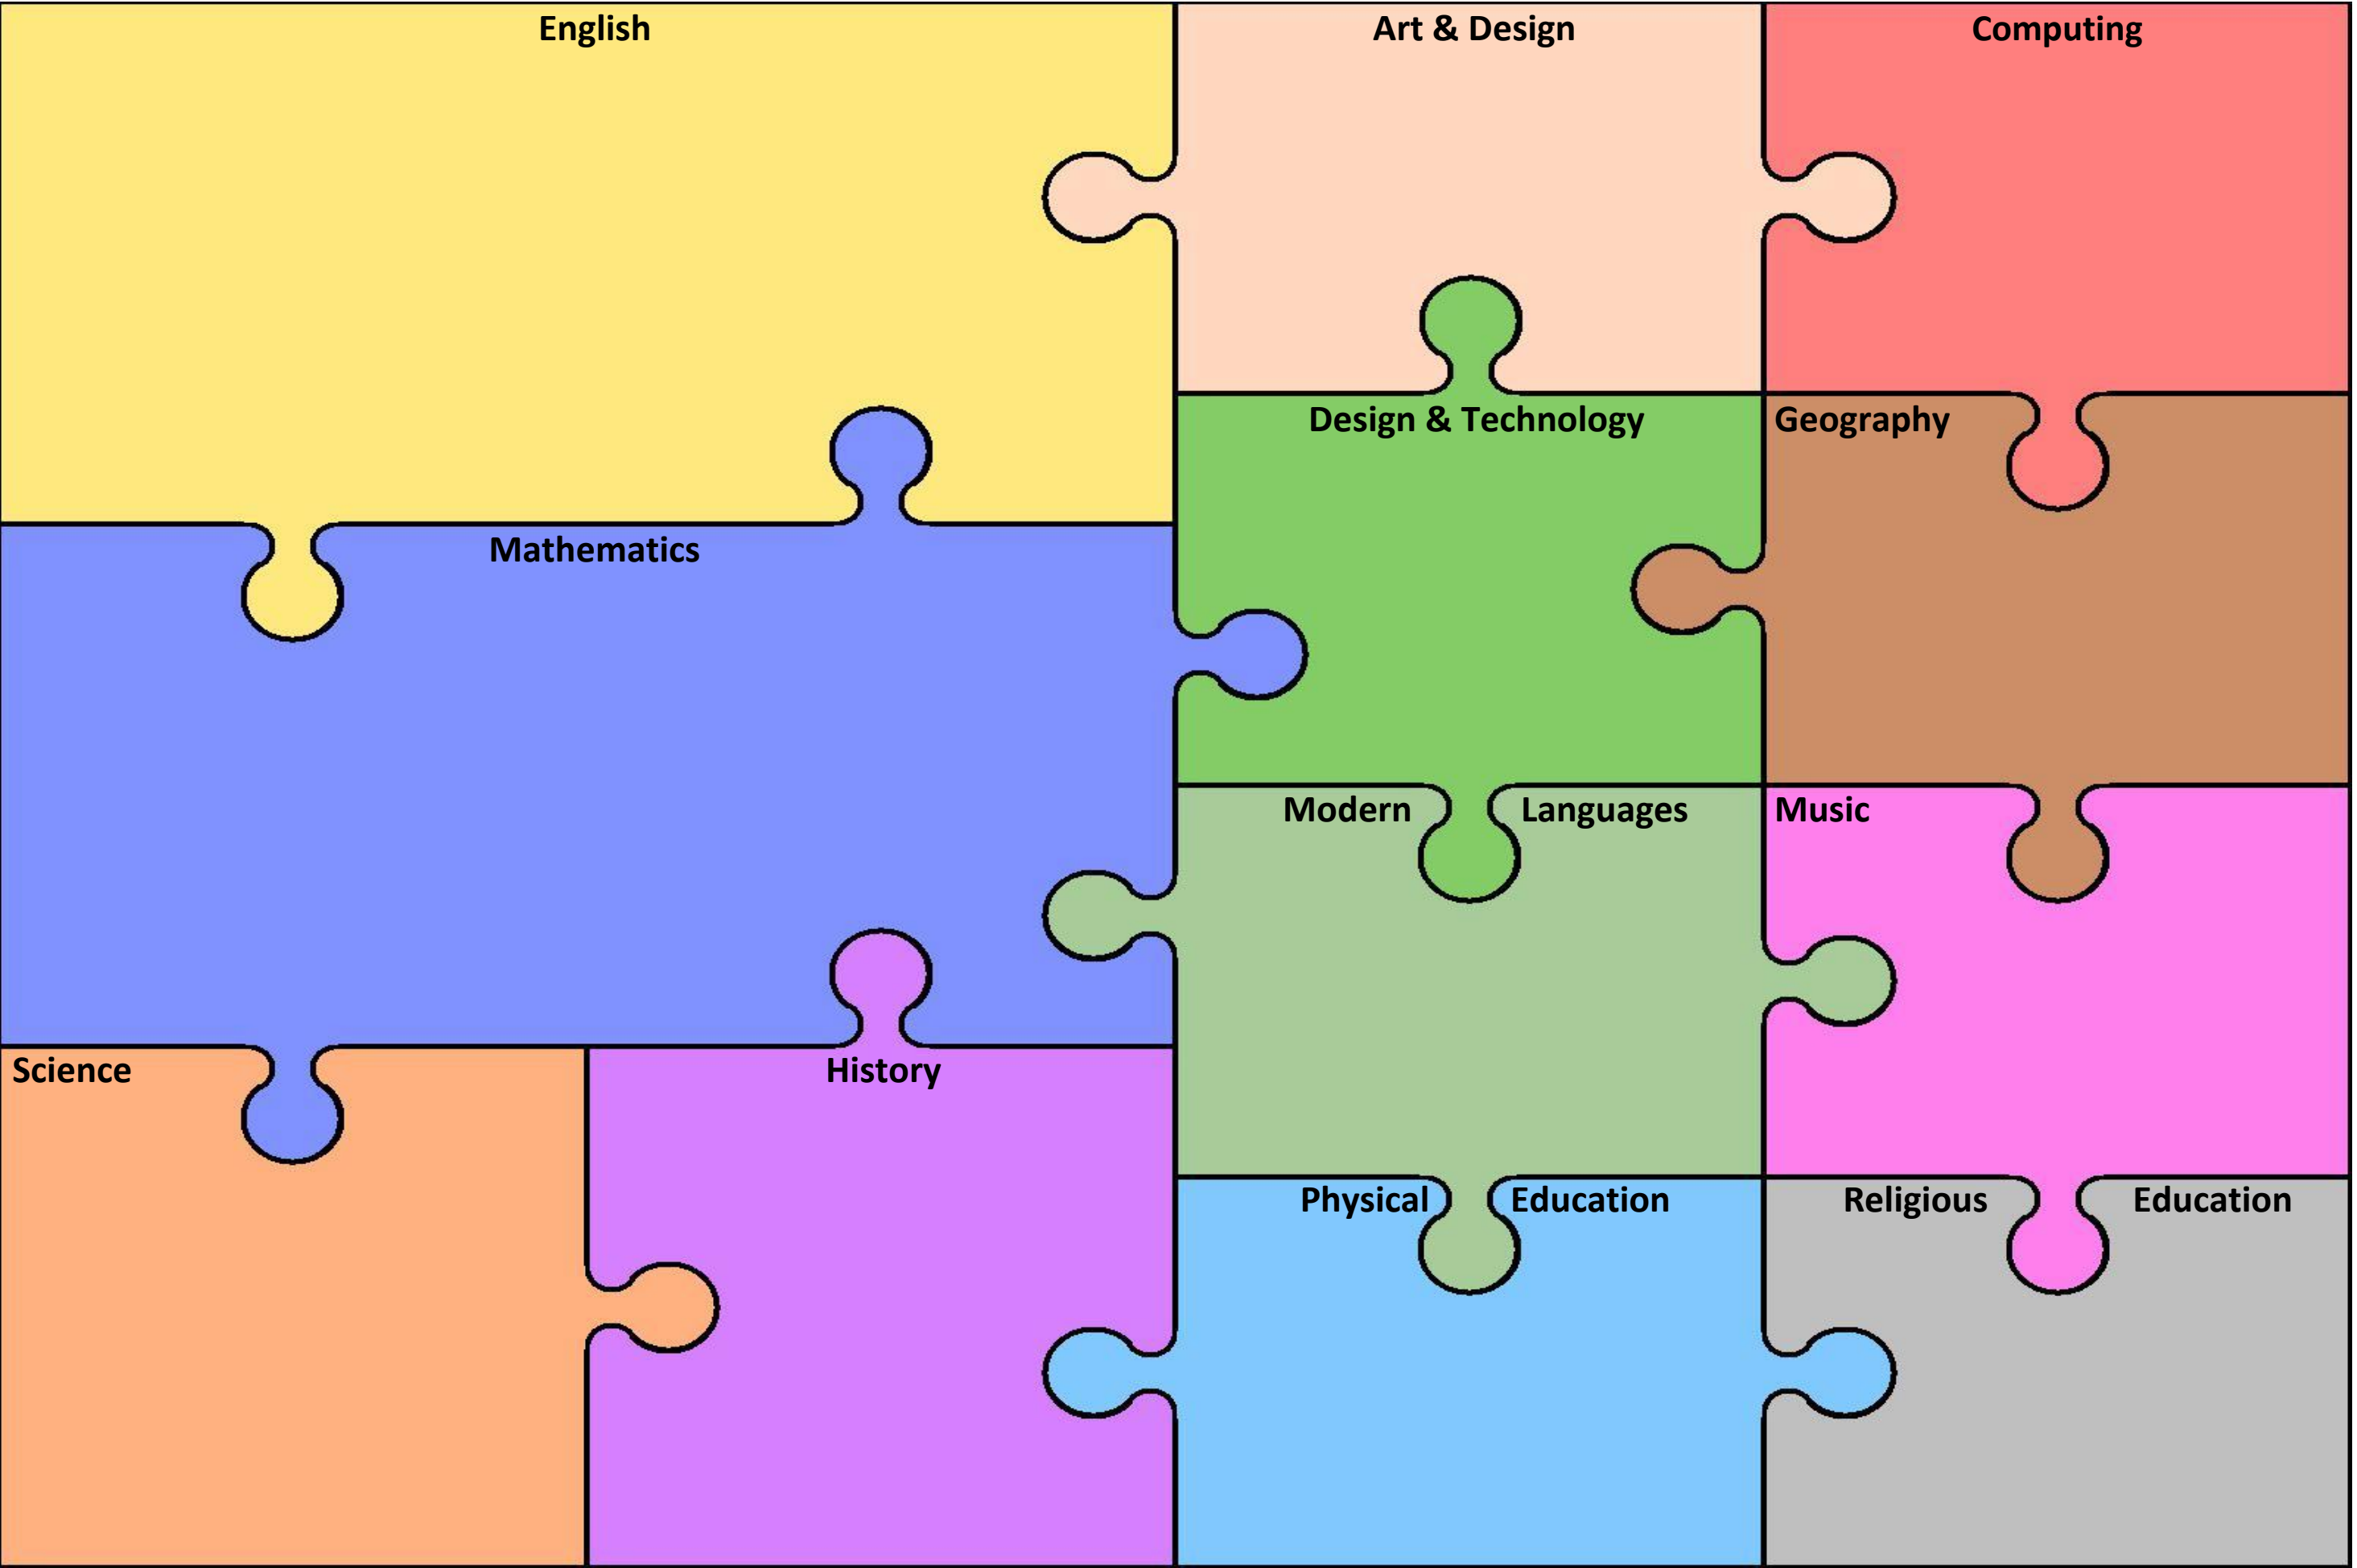 English
Art & Design
Computing
Design & Technology
Geography
Mathematics
Modern Languages
Music
Science
History
Physical Education
Religious Education